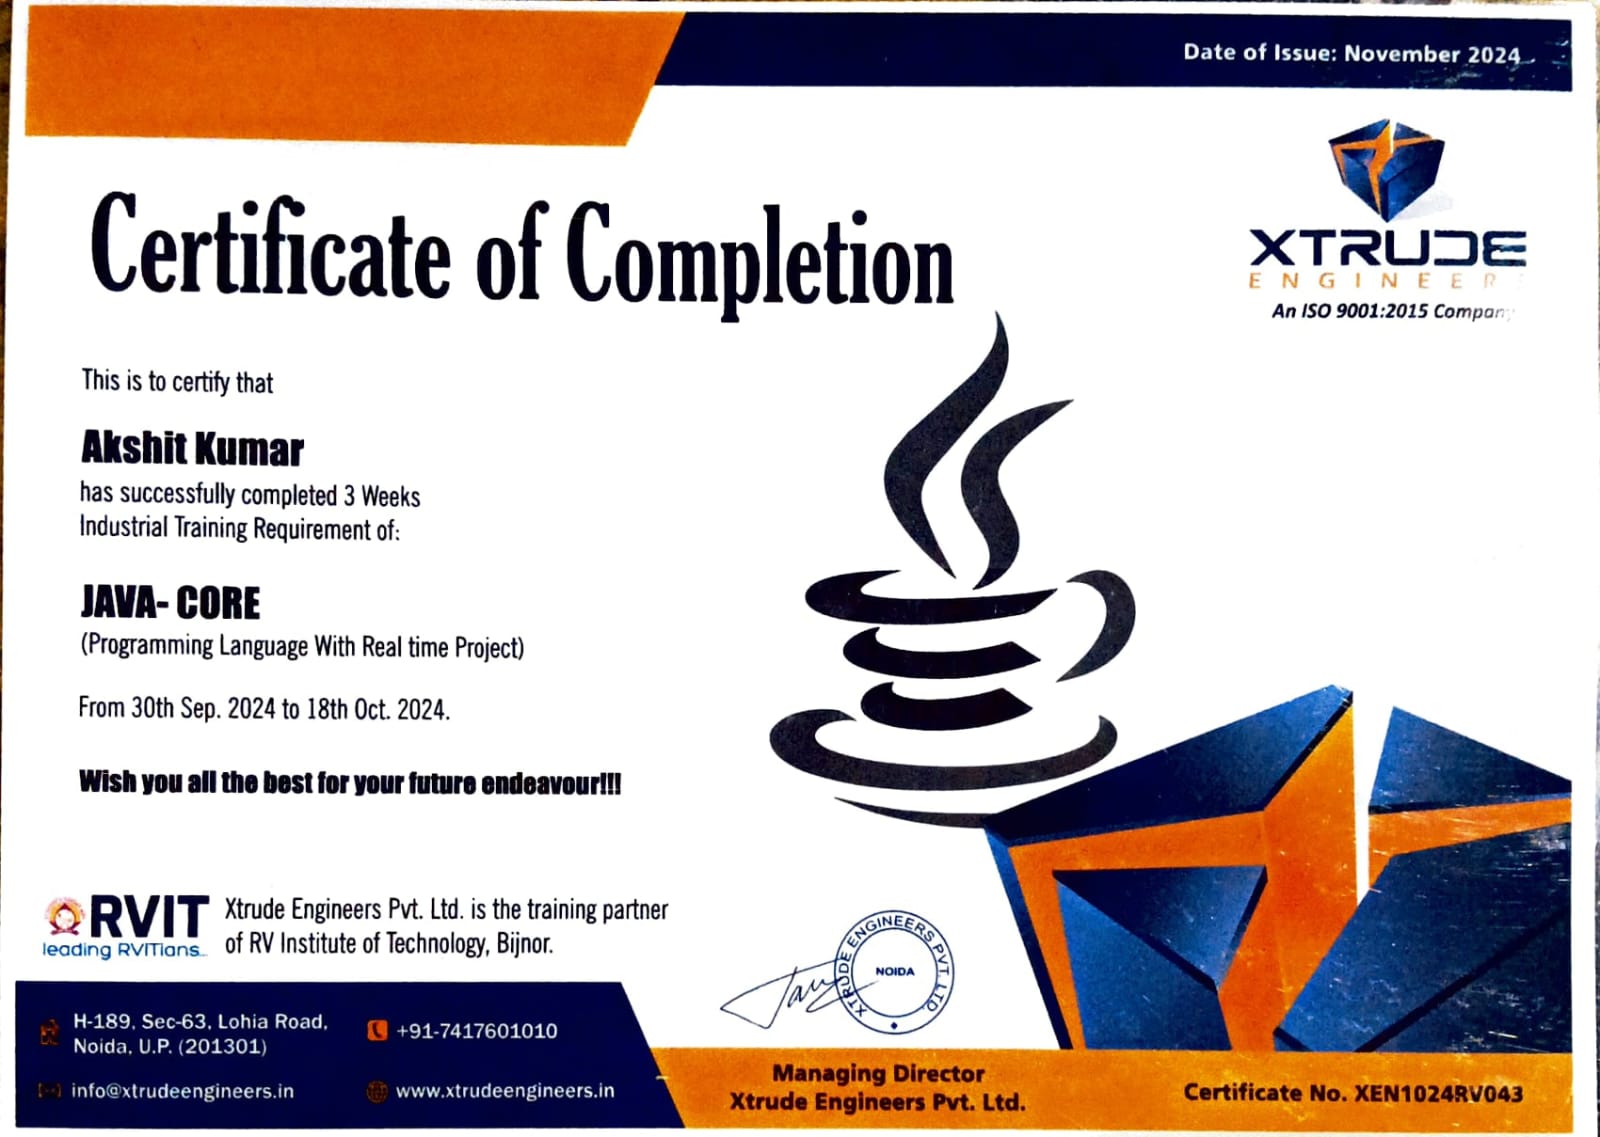 Date of Issue: November 2024
XTRUDE
ENGINEER
An ISO 9001:2015 Company
Certificate of Completion
This is to certify that
Akshit Kumar
has successfully completed 3 Weeks
Industrial Training Requirement of:
JAVA- CORE
(Programming Language With Real time Project)
From 30th Sep. 2024 to 18th Oct. 2024.
Wish you all the best for your future endeavour!!!
RVIT
leading RVITians...
Xtrude Engineers Pvt. Ltd. is the training partner
of RV Institute of Technology, Bijnor.
XTRUDE ENGINEERS PVT. LTD.
NOIDA
H-189, Sec-63, Lohia Road,
Noida, U.P. (201301)
+91-7417601010
info@xtrudeengineers.in
www.xtrudeengineers.in
Managing Director
Xtrude Engineers Pvt. Ltd.
Certificate No. XEN1024RV043